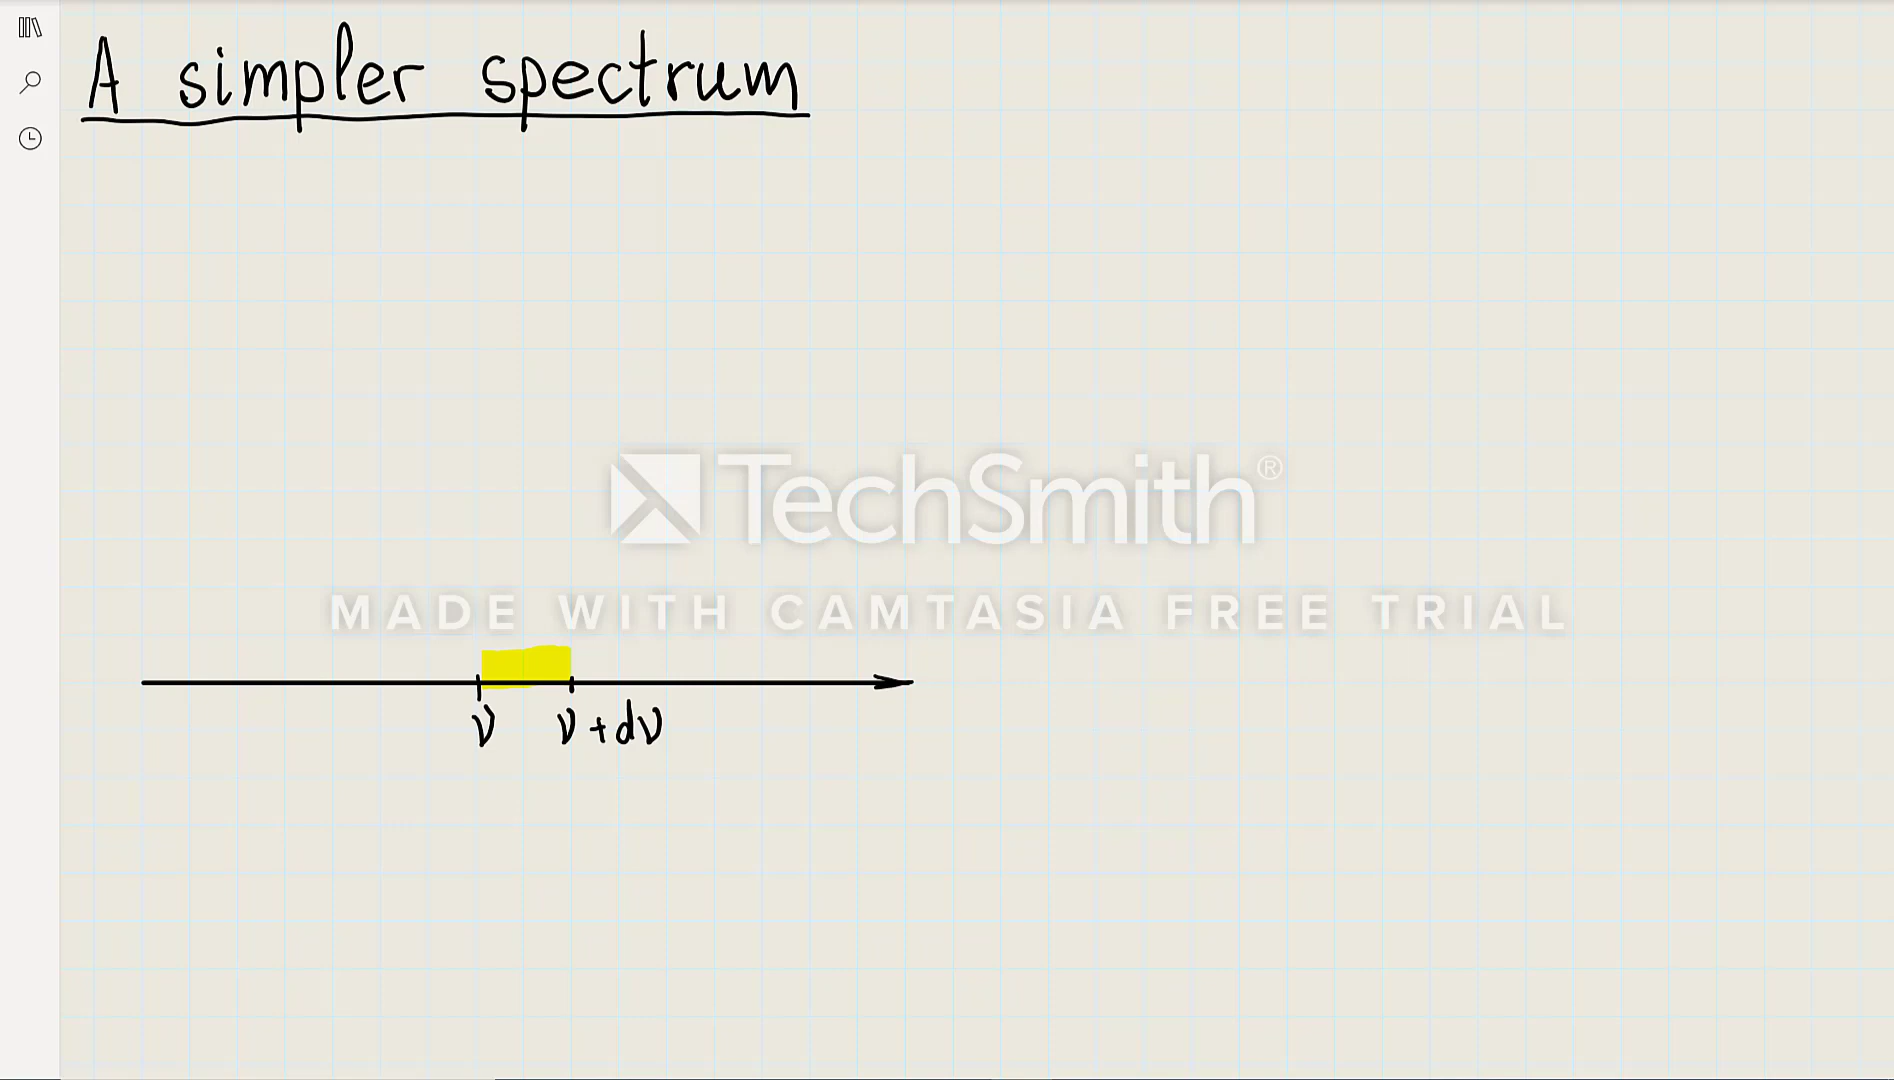 A simpler spectrum
TechSmith®
MADE WITH CAMTASIA FREE TRIAL
ν ν + dν